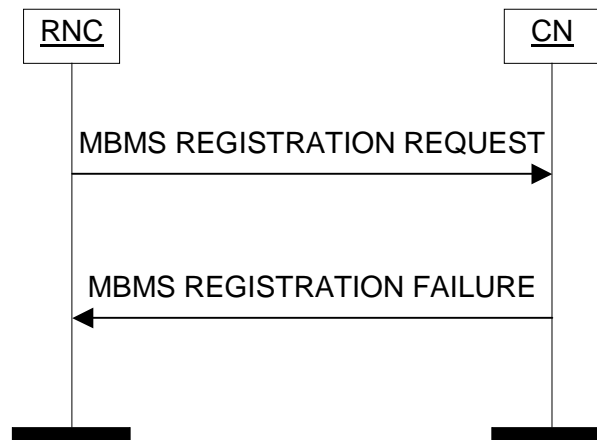 RNC
CN
MBMS REGISTRATION REQUEST
MBMS REGISTRATION FAILURE